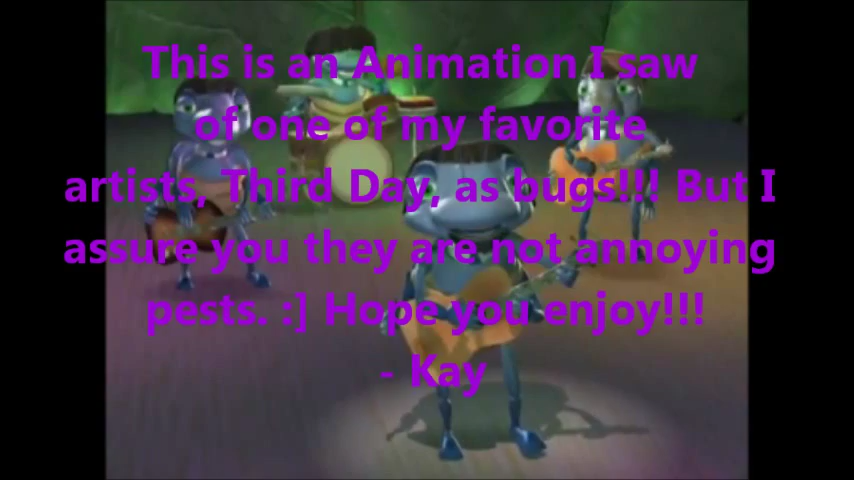 This is an Animation I saw
of one of my favorite
artists, Third Day, as bugs!!! But I
assure you they are not annoying
pests. :] Hope you enjoy!!!
- Kay